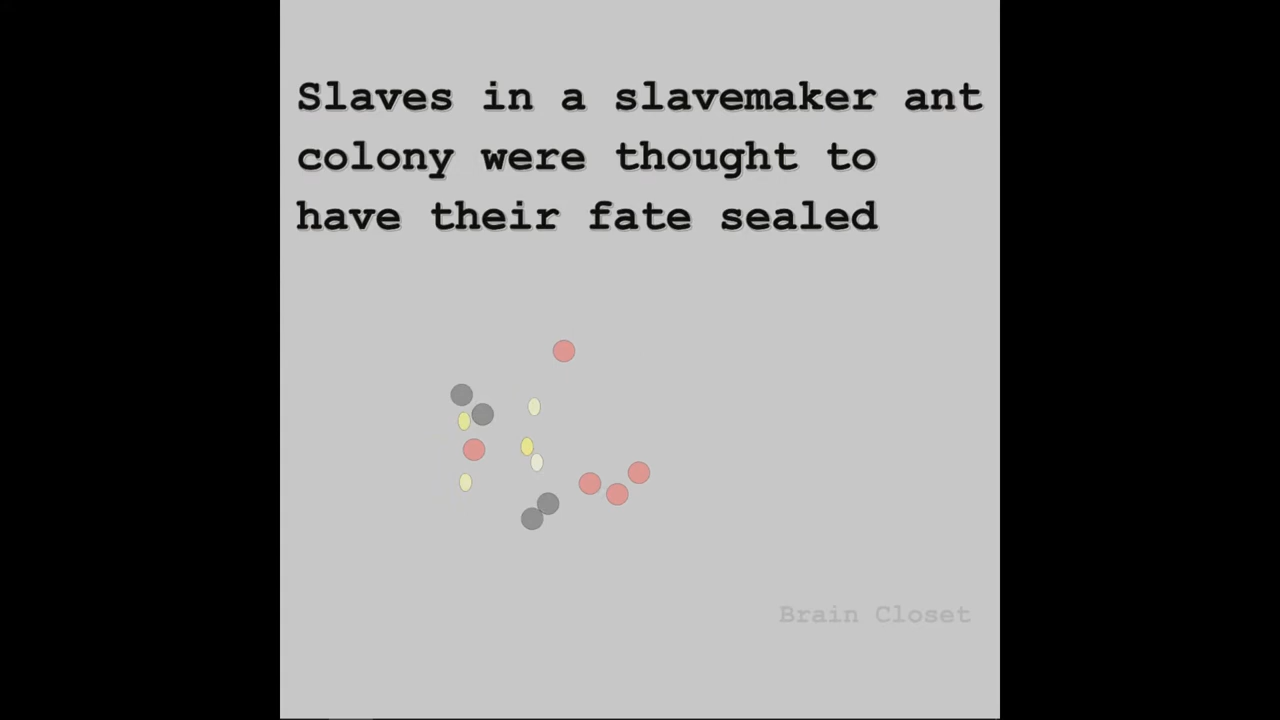 Slaves in a slavemaker ant
colony were thought to
have their fate sealed
Brain Closet